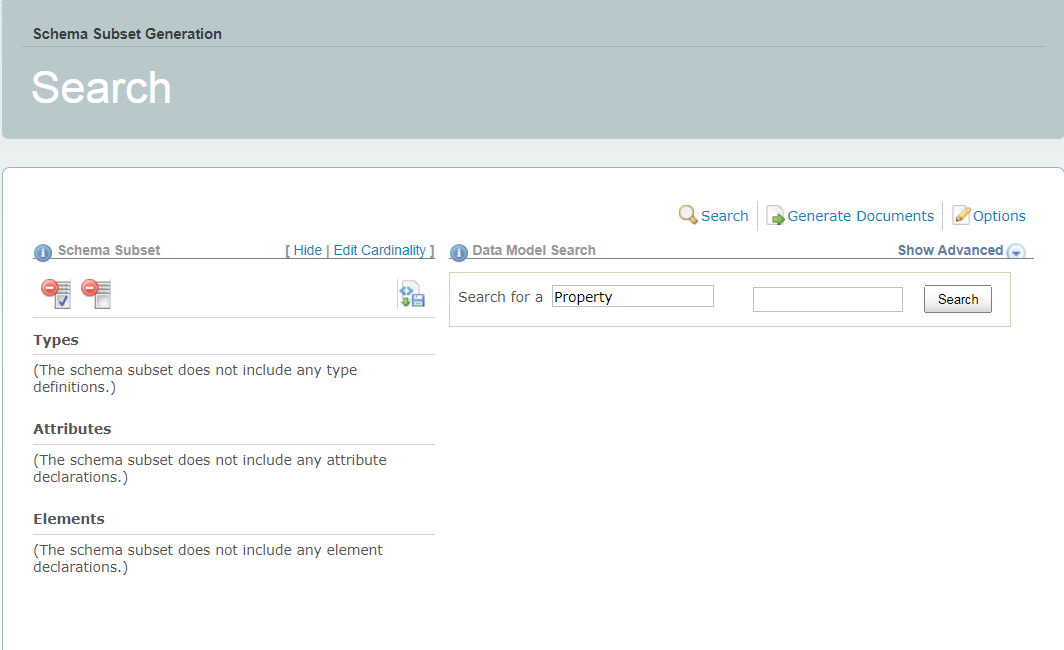 Schema Subset Generation
Search
Search Generate Documents Options
Schema Subset [ Hide | Edit Cardinality ]
Data Model Search Show Advanced
Search for a Property Search
Types
(The schema subset does not include any type
definitions.)
Attributes
(The schema subset does not include any attribute
declarations.)
Elements
(The schema subset does not include any element
declarations.)